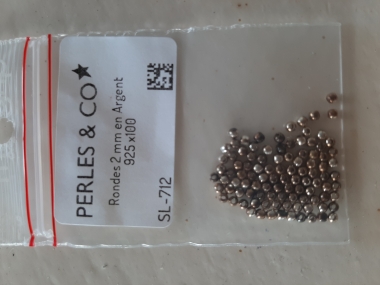 PERLES & CO
Rondes 2 mm en Argent
925 x100
SL-712